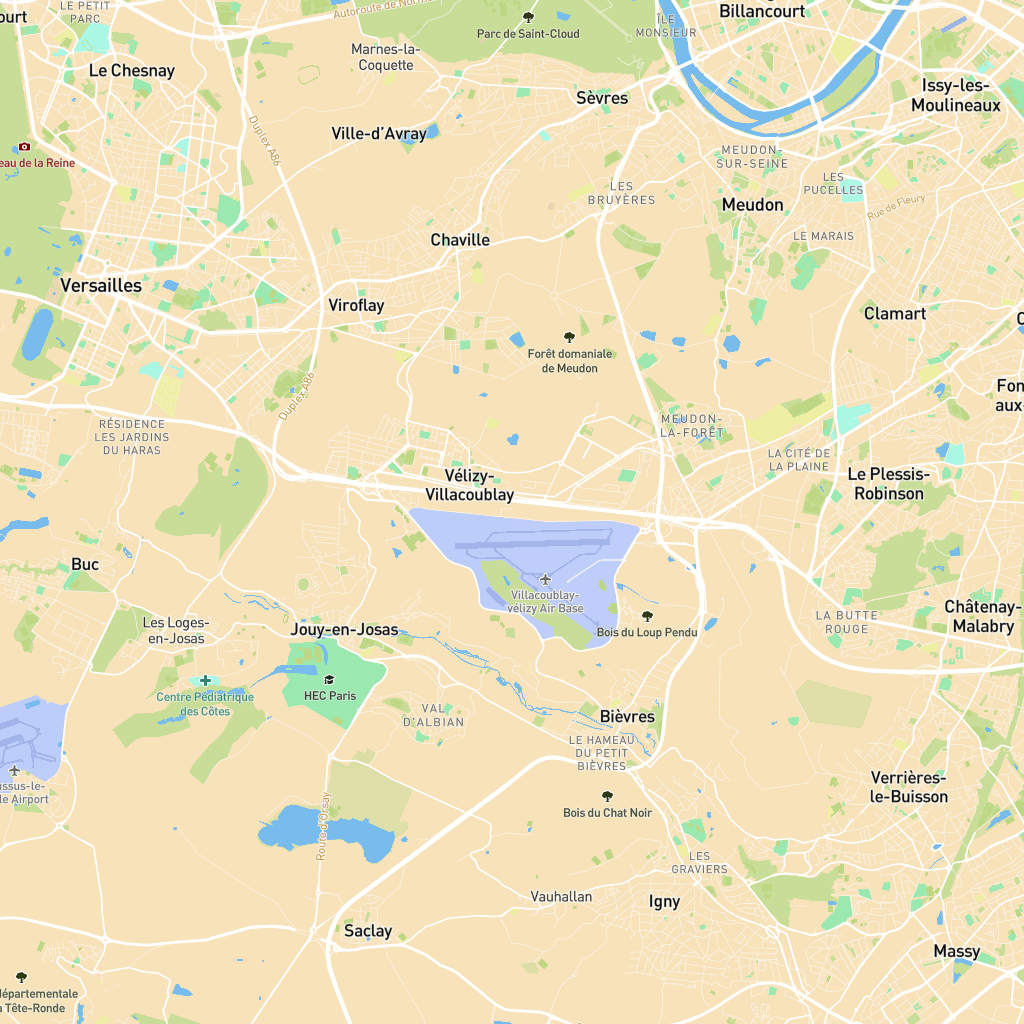 LE PETIT
PARC
Autoroute de Norm
Parc de Saint-Cloud
ÎLE
MONSIEUR
Billancourt
Marnes-la-
Coquette
Le Chesnay
Sèvres
Issy-les-
Moulineaux
Duplex A86
Ville-d'Avray
eau de la Reine
MEUDON-
SUR-SEINE
LES
PUCELLES
LES
BRUYÈRES
Meudon
Rue de Fleury
LE MARAIS
Chaville
Versailles
Viroflay
Clamart
Forêt domaniale
de Meudon
Duplex A86
Fon
aux-
RÉSIDENCE
LES JARDINS
DU HARAS
MEUDON-
LA-FORÊT
LA CITÉ DE
LA PLAINE
Vélizy-
Villacoublay
Le Plessis-
Robinson
Buc
Villacoublay-
vélizy Air Base
Les Loges-
en-Josas
Jouy-en-Josas
Bois du Loup Pendu
LA BUTTE
ROUGE
Châtenay-
Malabry
Centre Pédiatrique
des Côtes
HEC Paris
VAL
D'ALBIAN
Bièvres
LE HAMEAU
DU PETIT
BIÈVRES
ussus-le-
le Airport
Verrières-
le-Buisson
Bois du Chat Noir
Route d'Orsay
LES
GRAVIERS
Vauhallan
Igny
Saclay
Massy
départementale
a Tête-Ronde